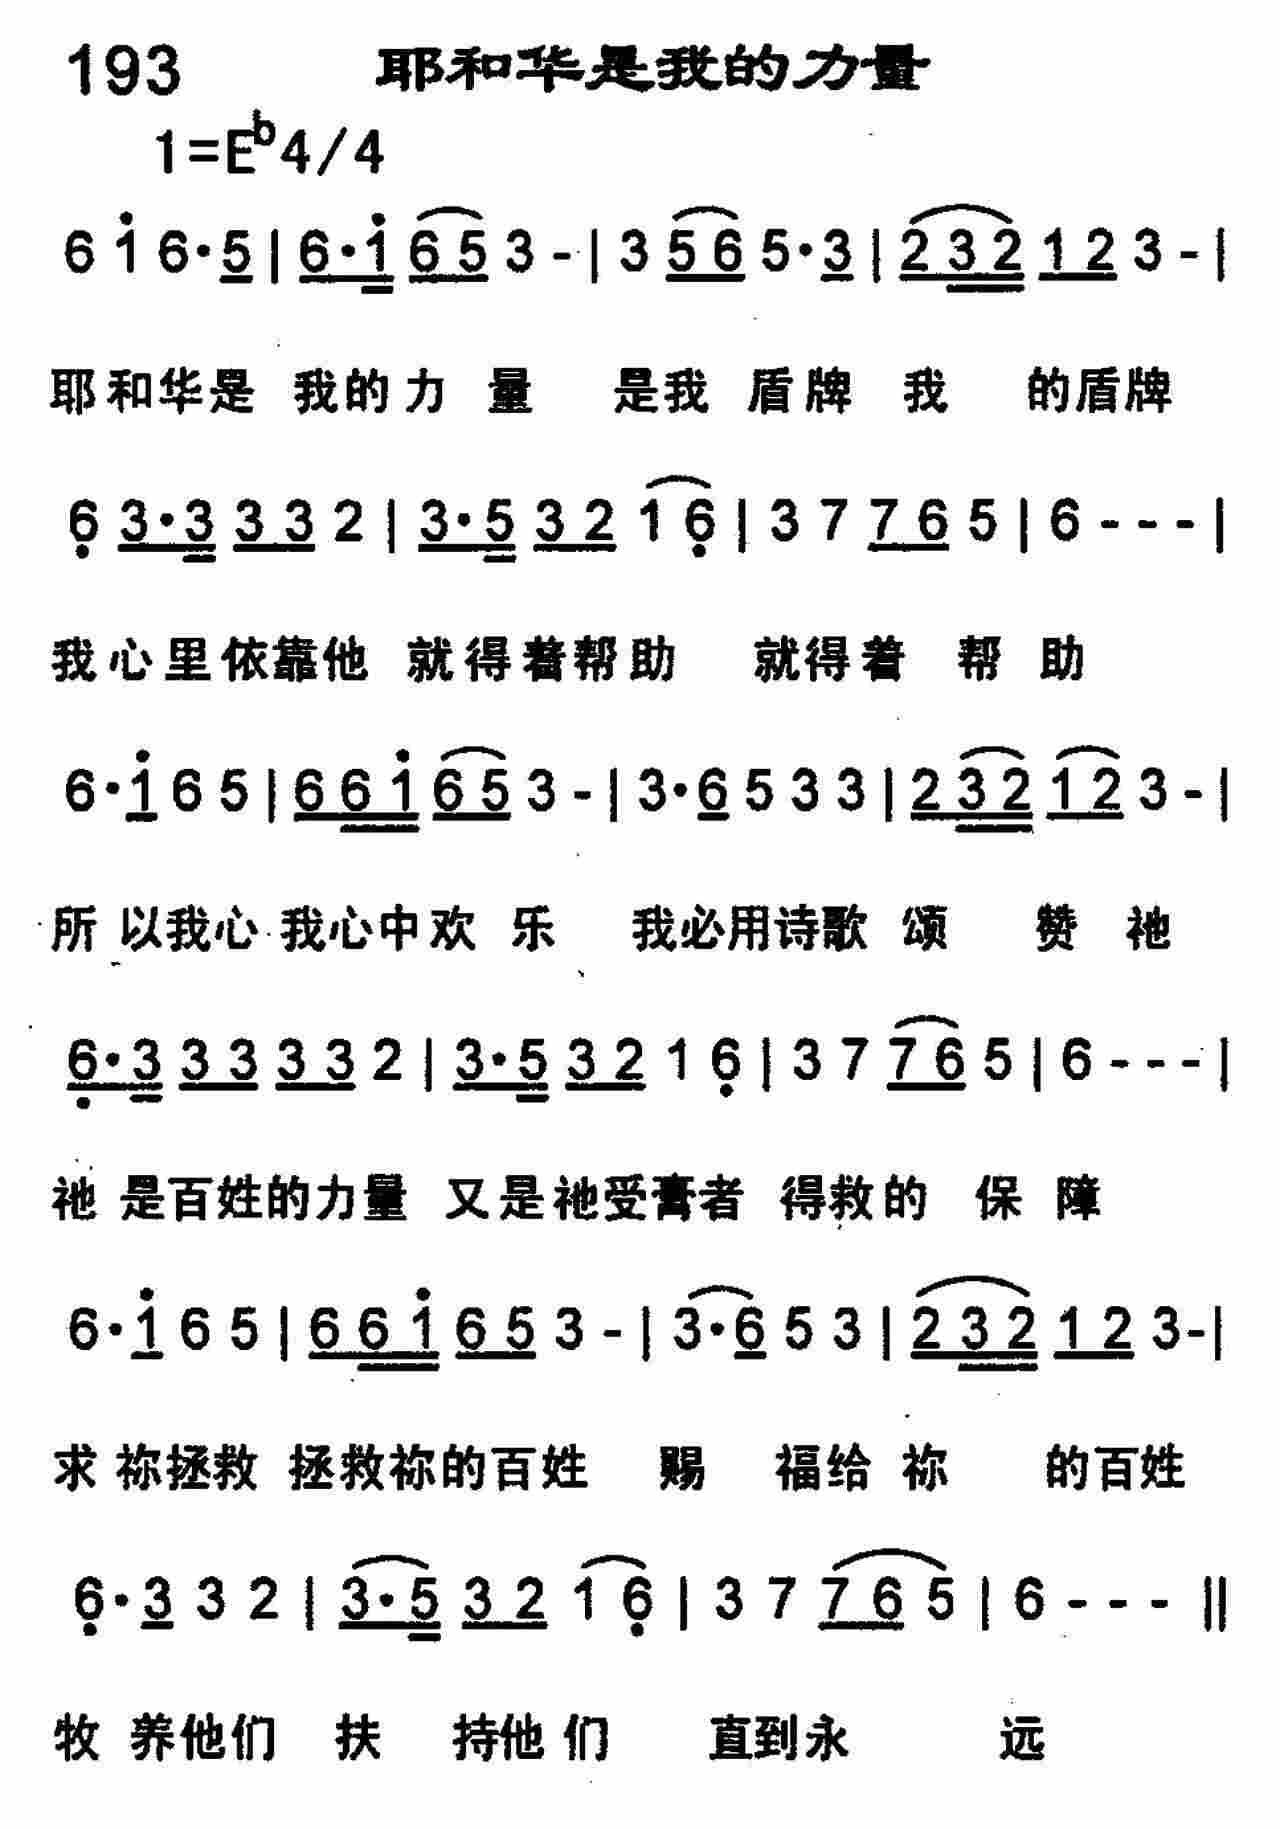 193 耶和华是我的力量
1=E♭4/4
6 i 6·5 | 6·i 6 5 3 - | 3 5 6 5·3 | 2 3 2 1 2 3 - |
耶和华是 我的力 量 是我 盾牌 我 的盾牌
6 3·3 3 3 2 | 3·5 3 2 1 6 | 3 7 7 6 5 | 6 - - - |
我心里依靠他 就得着帮助 就得着 帮 助
6·i 6 5 | 6 6 i 6 5 3 - | 3·6 5 3 3 | 2 3 2 1 2 3 - |
所 以我心 我心中欢 乐 我必用诗歌 颂 赞 祂
6·3 3 3 3 3 2 | 3·5 3 2 1 6 | 3 7 7 6 5 | 6 - - - |
祂 是百姓的力量 又是祂受膏者 得救的 保 障
6·i 6 5 | 6 6 i 6 5 3 - | 3·6 5 3 | 2 3 2 1 2 3 - |
求 祢拯救 拯救祢的百姓 赐 福给 祢 的百姓
6·3 3 2 | 3·5 3 2 1 6 | 3 7 7 6 5 | 6 - - - ‖
牧 养他们 扶 持他们 直到永 远